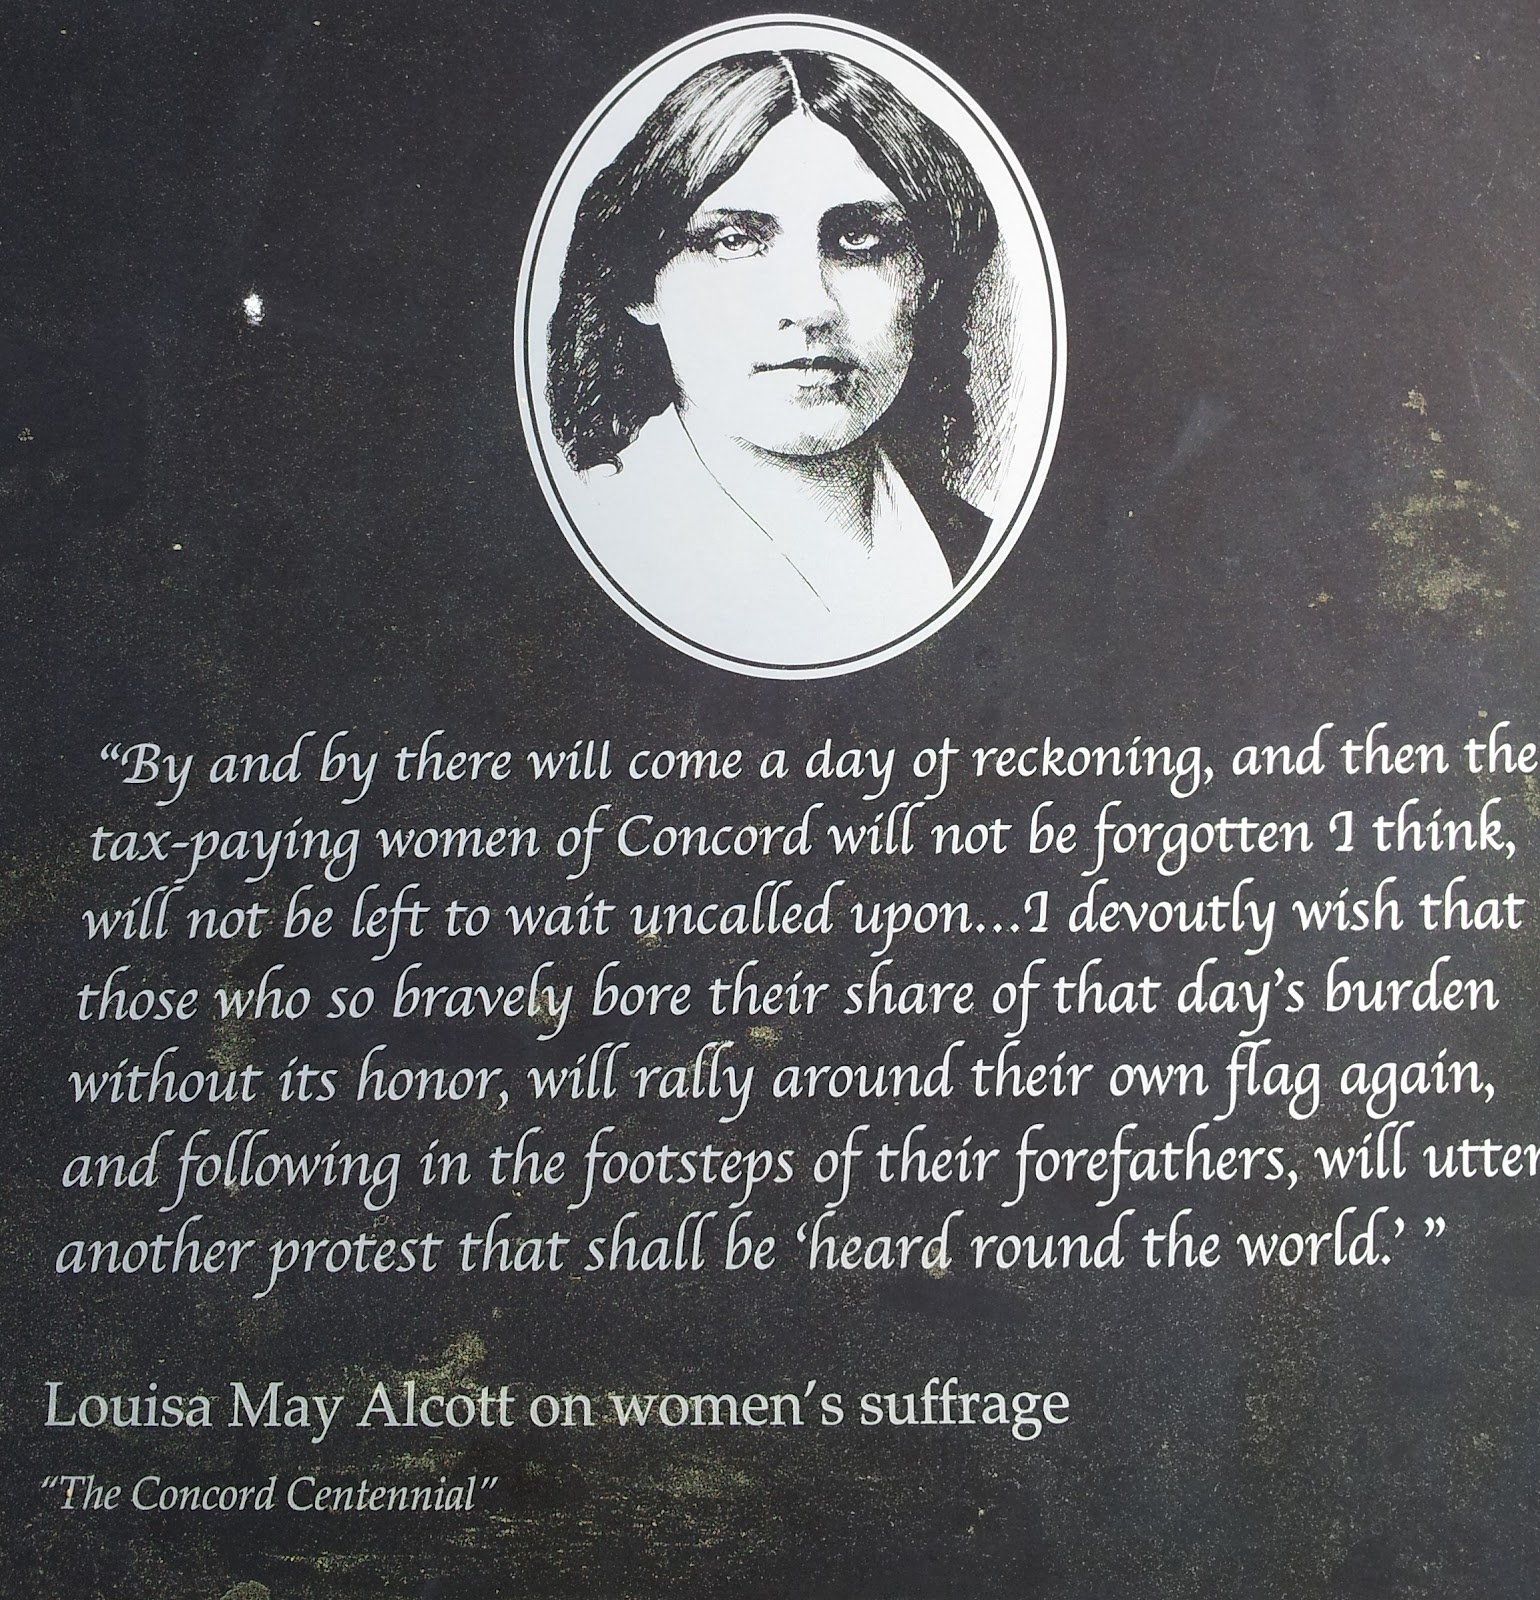 “By and by there will come a day of reckoning, and then the
tax-paying women of Concord will not be forgotten I think,
will not be left to wait uncalled upon...I devoutly wish that
those who so bravely bore their share of that day’s burden
without its honor, will rally around their own flag again,
and following in the footsteps of their forefathers, will utter
another protest that shall be ‘heard round the world.’ ”
Louisa May Alcott on women’s suffrage
“The Concord Centennial”